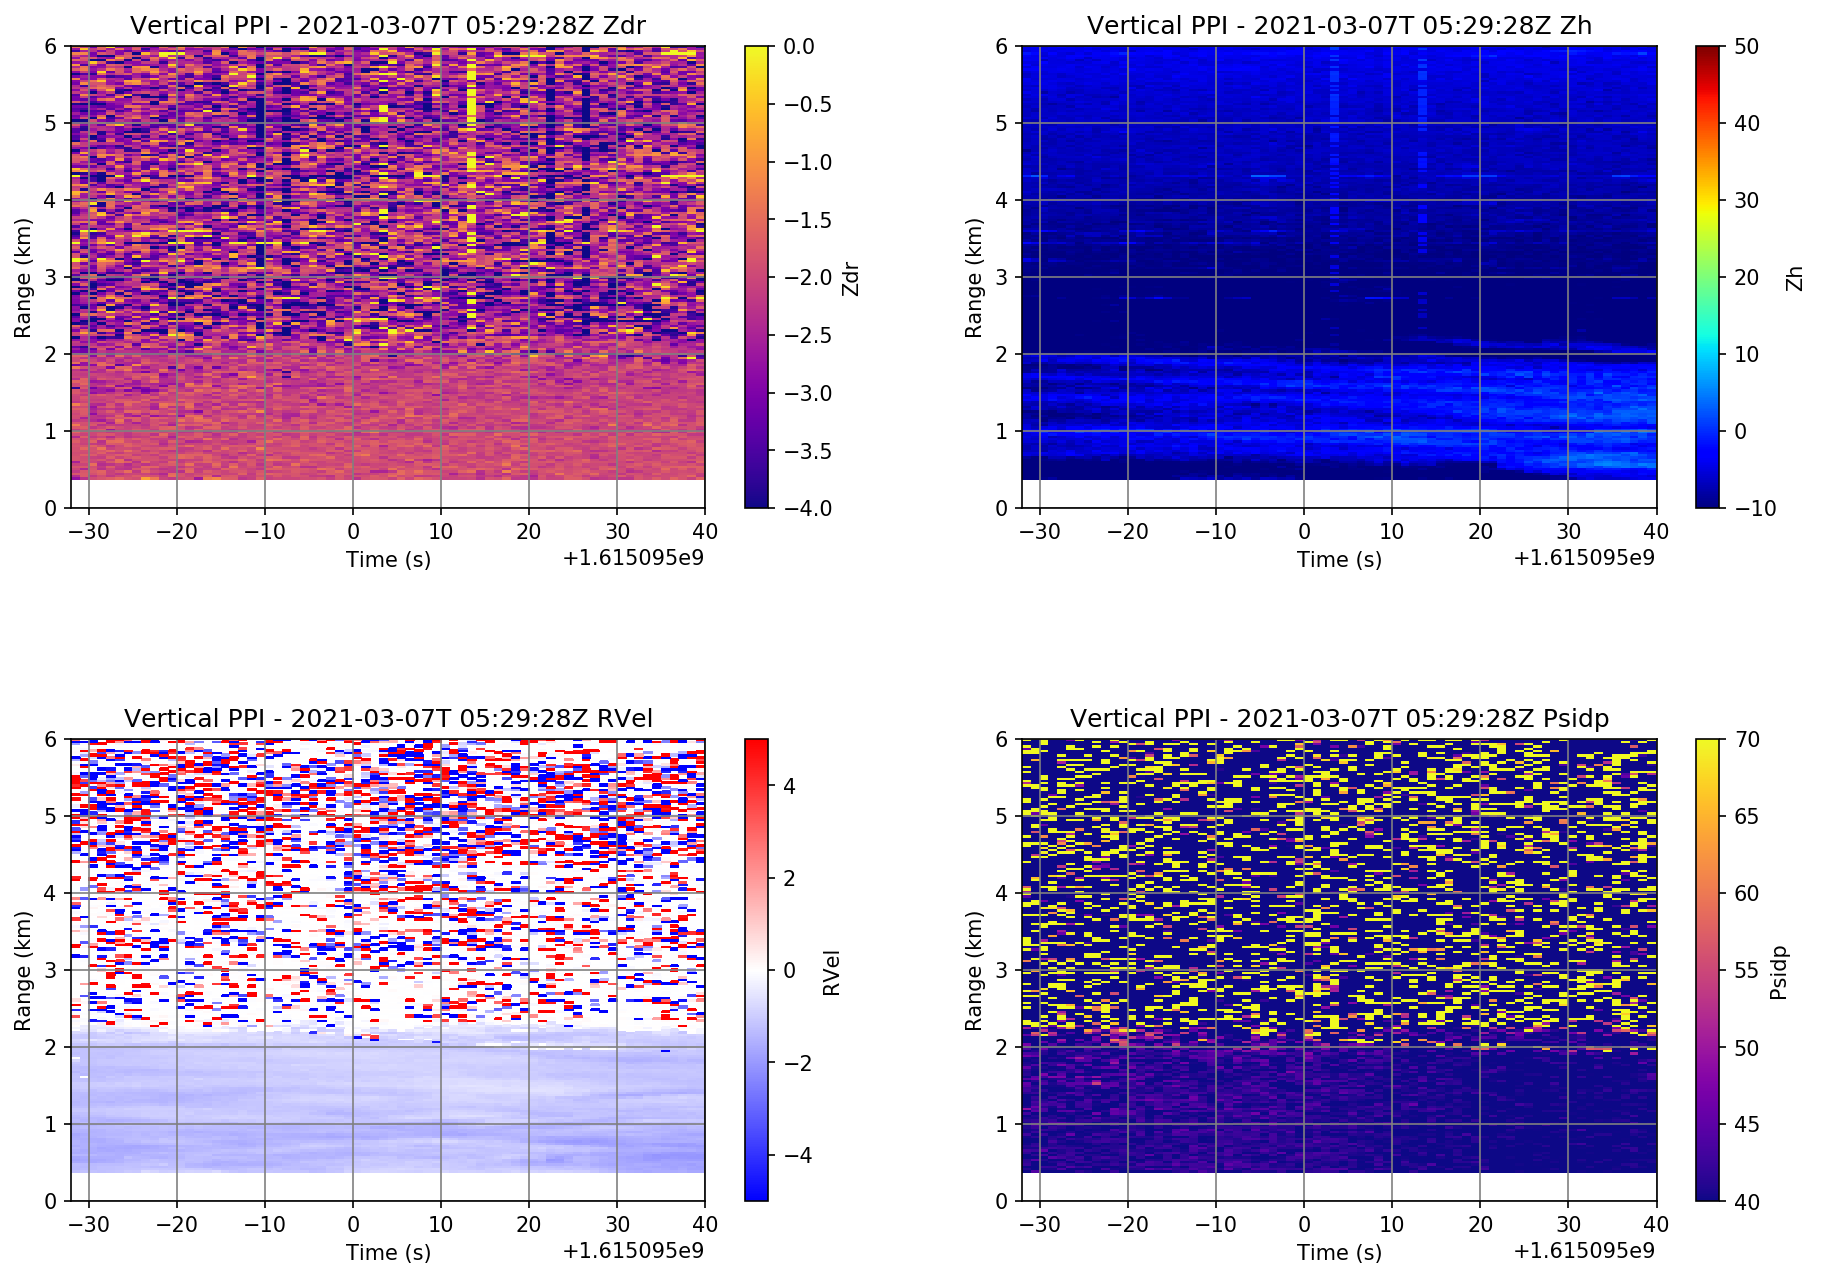 Vertical PPI - 2021-03-07T 05:29:28Z Zdr
6
5
4
3
2
1
0
Range (km)
−30 −20 −10 0 10 20 30 40
Time (s)
+1.615095e9
0.0
−0.5
−1.0
−1.5
−2.0
−2.5
−3.0
−3.5
−4.0
Zdr
Vertical PPI - 2021-03-07T 05:29:28Z Zh
6
5
4
3
2
1
0
Range (km)
−30 −20 −10 0 10 20 30 40
Time (s)
+1.615095e9
50
40
30
20
10
0
−10
Zh
Vertical PPI - 2021-03-07T 05:29:28Z RVel
6
5
4
3
2
1
0
Range (km)
−30 −20 −10 0 10 20 30 40
Time (s)
+1.615095e9
4
2
0
−2
−4
RVel
Vertical PPI - 2021-03-07T 05:29:28Z Psidp
6
5
4
3
2
1
0
Range (km)
−30 −20 −10 0 10 20 30 40
Time (s)
+1.615095e9
70
65
60
55
50
45
40
Psidp